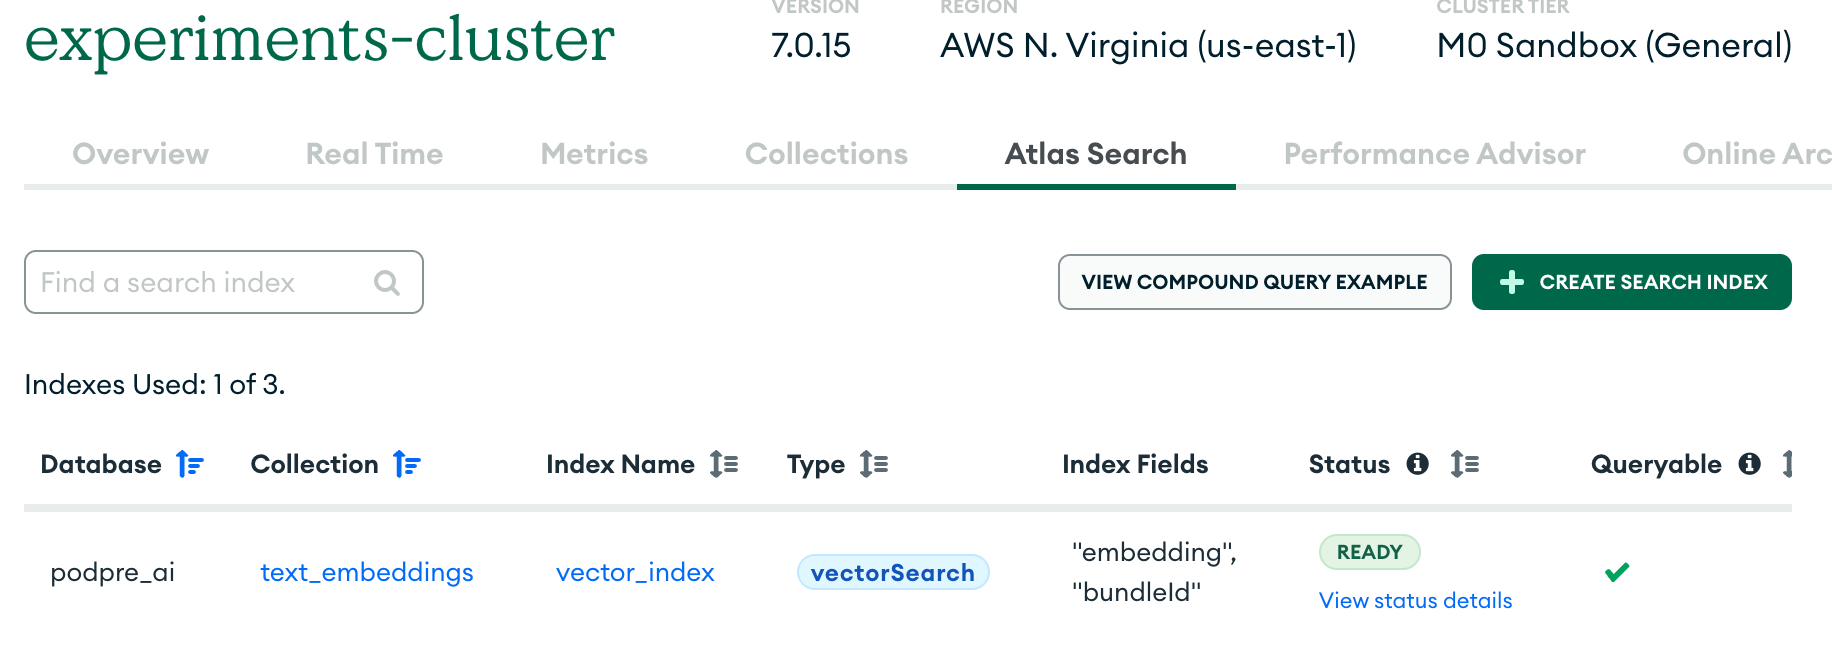 experiments-cluster
VERSION
7.0.15
REGION
AWS N. Virginia (us-east-1)
CLUSTER TIER
M0 Sandbox (General)
Overview Real Time Metrics Collections Atlas Search Performance Advisor Online Arc
Find a search index
VIEW COMPOUND QUERY EXAMPLE
CREATE SEARCH INDEX
Indexes Used: 1 of 3.
Database Collection Index Name Type Index Fields Status Queryable
podpre_ai text_embeddings vector_index vectorSearch "embedding", "bundleId" READY
View status details